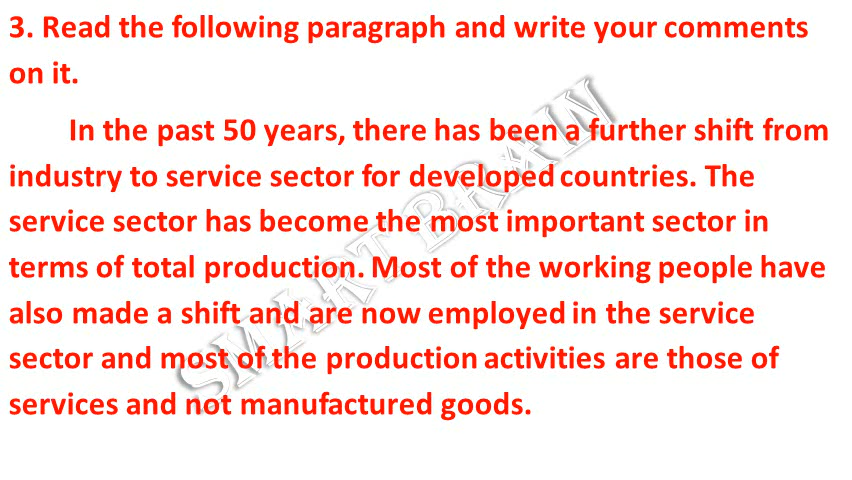 3. Read the following paragraph and write your comments
on it.
In the past 50 years, there has been a further shift from
industry to service sector for developed countries. The
service sector has become the most important sector in
terms of total production. Most of the working people have
also made a shift and are now employed in the service
sector and most of the production activities are those of
services and not manufactured goods.
SMART BRAIN